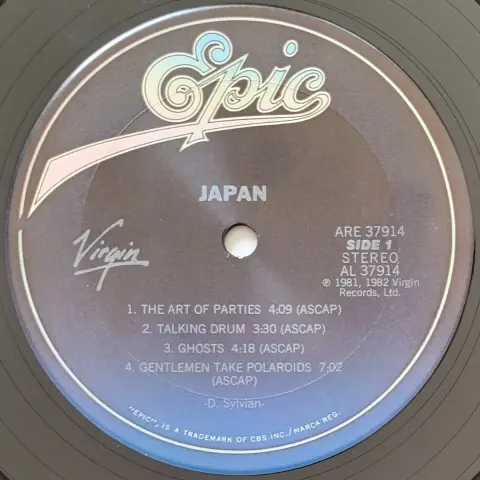 Epic
JAPAN
Virgin
ARE 37914
SIDE 1
STEREO
AL 37914
℗ 1981, 1982 Virgin
Records, Ltd.
1. THE ART OF PARTIES 4:09 (ASCAP)
2. TALKING DRUM 3:30 (ASCAP)
3. GHOSTS 4:18 (ASCAP)
4. GENTLEMEN TAKE POLAROIDS 7:02
(ASCAP)
-D. Sylvian-
"EPIC", IS A TRADEMARK OF CBS INC./MARCA REG.